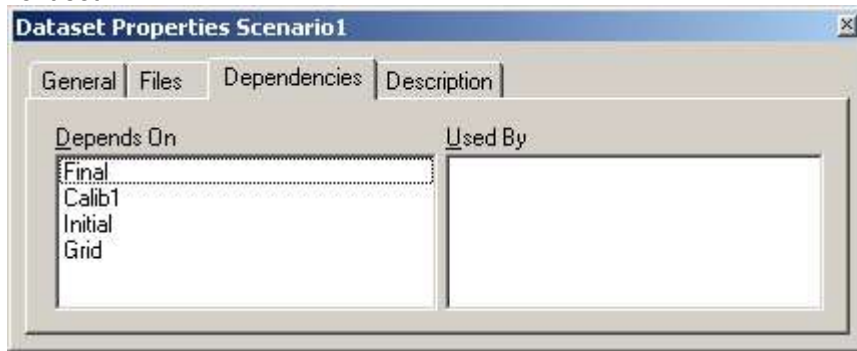 Dataset Properties Scenario1
General Files Dependencies Description
Depends On Used By
Final
Calib1
Initial
Grid